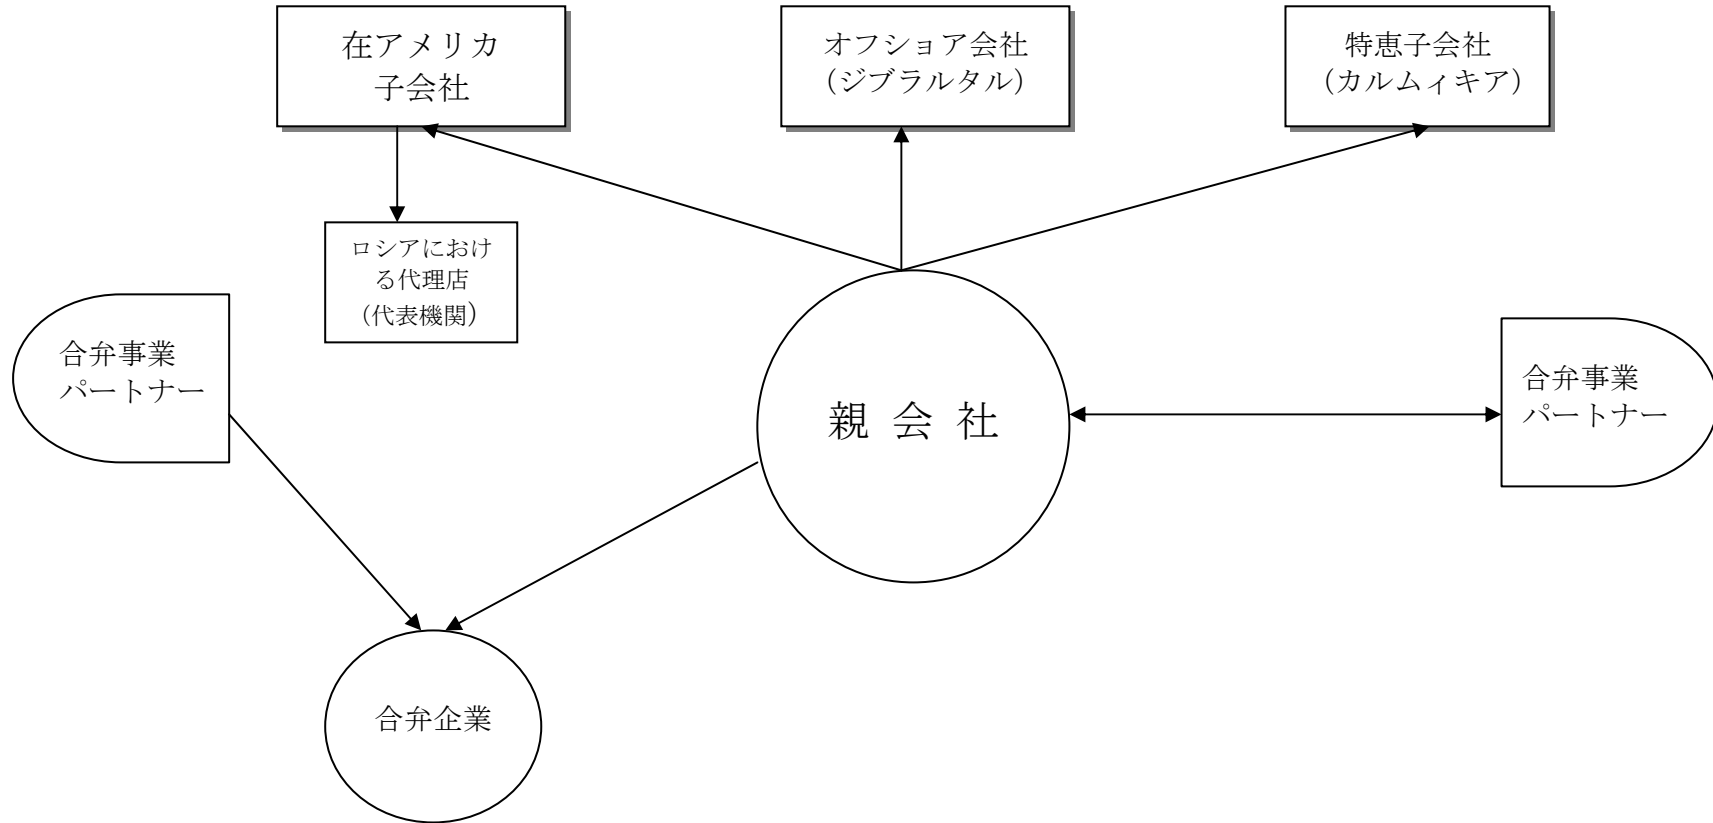 在アメリカ
子会社
オフショア会社
（ジブラルタル）
特恵子会社
（カルムィキア）
ロシアにおけ
る代理店
（代表機関）
合弁事業
パートナー
親 会 社
合弁事業
パートナー
合弁企業